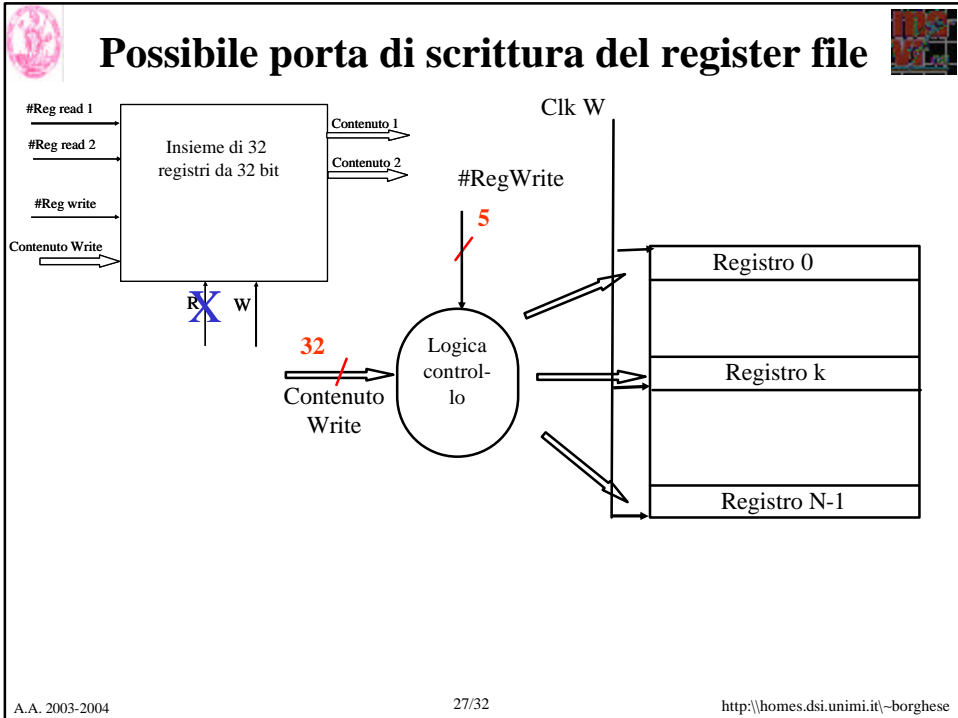 Possibile porta di scrittura del register file
#Reg read 1
#Reg read 2
#Reg write
Contenuto Write
Insieme di 32
registri da 32 bit
Contenuto 1
Contenuto 2
R
X
W
Clk W
#RegWrite
5
32
Contenuto
Write
Logica
control-
lo
Registro 0
Registro k
Registro N-1
A.A. 2003-2004
27/32
http:\\homes.dsi.unimi.it\~borghese